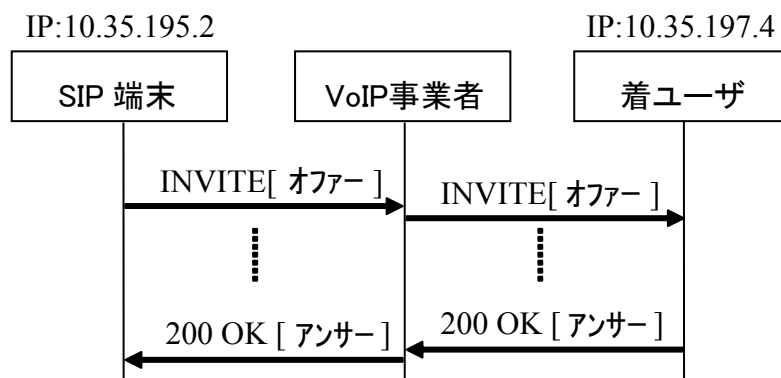 IP:10.35.195.2
IP:10.35.197.4
SIP 端末
VoIP事業者
着ユーザ
INVITE[ オファー ]
INVITE[ オファー ]
200 OK [ アンサー ]
200 OK [ アンサー ]